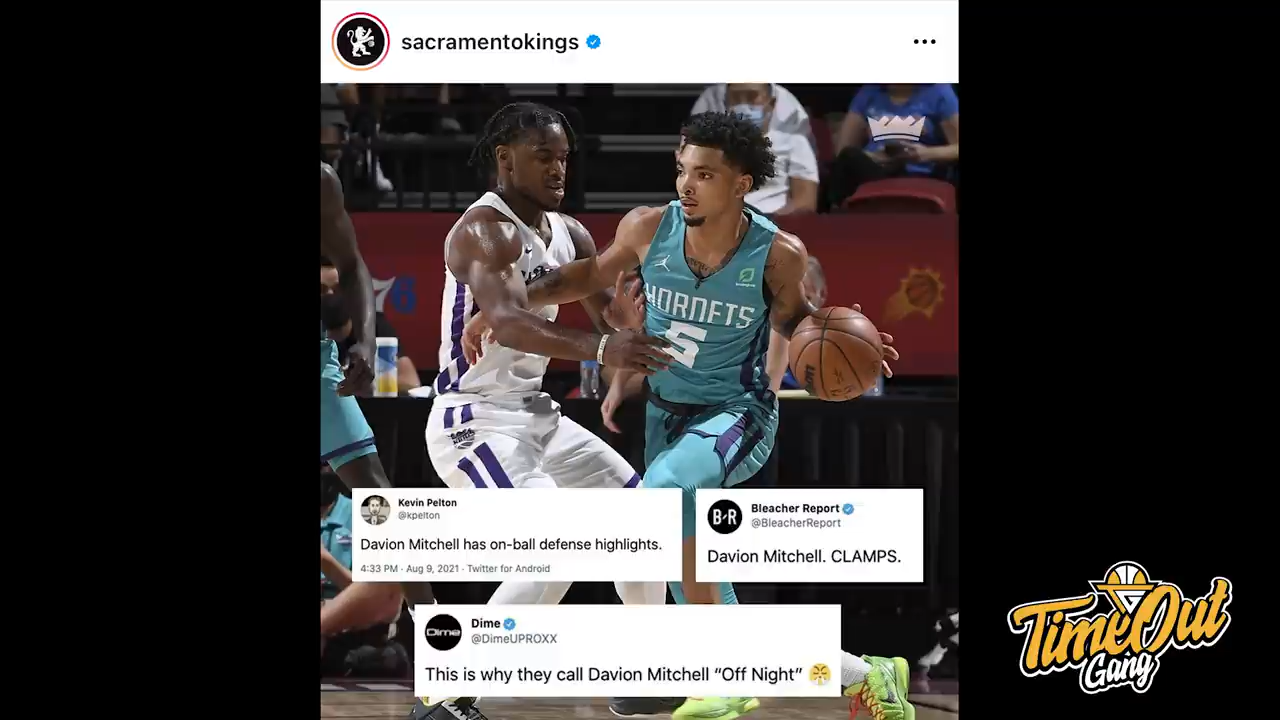 sacramentokings
76
HORNETS
5
Kevin Pelton
@kpelton
Davion Mitchell has on-ball defense highlights.
4:33 PM · Aug 9, 2021 · Twitter for Android
B/R
Bleacher Report
@BleacherReport
Davion Mitchell. CLAMPS.
Dime
Dime
@DimeUPROXX
This is why they call Davion Mitchell “Off Night” 😤
TimeOut
Gang